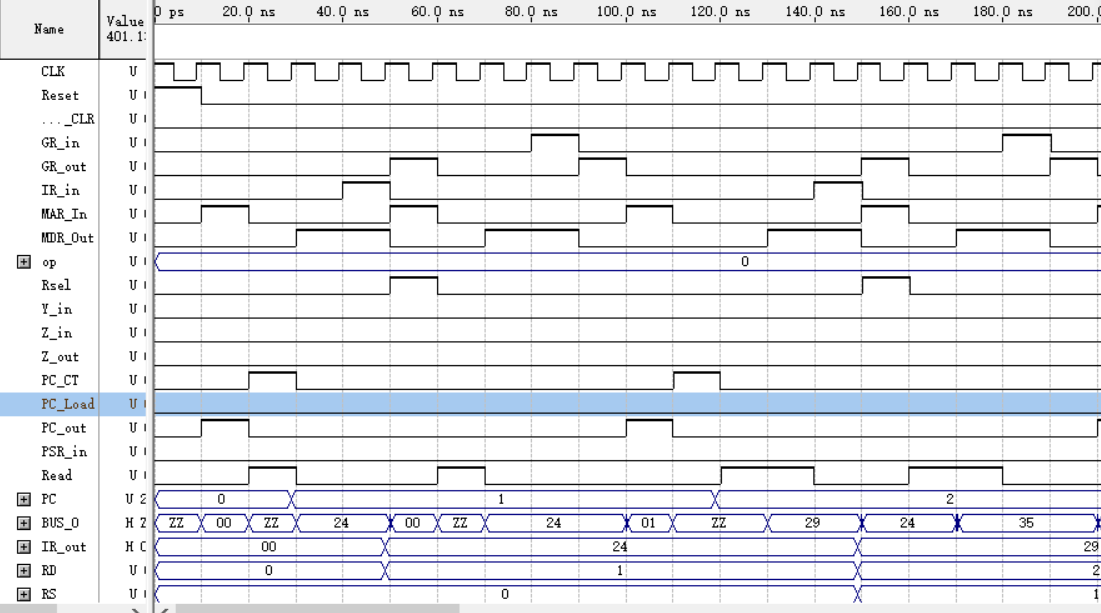 0 ps 20.0 ns 40.0 ns 60.0 ns 80.0 ns 100.0 ns 120.0 ns 140.0 ns 160.0 ns 180.0 ns 200.0
Name Value
401.1
CLK U
Reset U
..._CLR U
GR_in U
GR_out U
IR_in U
MAR_In U
MDR_Out U
op U 0
Rsel U
Y_in U
Z_in U
Z_out U
PC_CT U
PC_Load U
PC_out U
PSR_in U
Read U
PC U 2 0 1 2
BUS_O H Z ZZ 00 ZZ 24 00 ZZ 24 01 ZZ 29 24 35
IR_out H 00 24 29
RD U 0 1 2
RS U 0 1